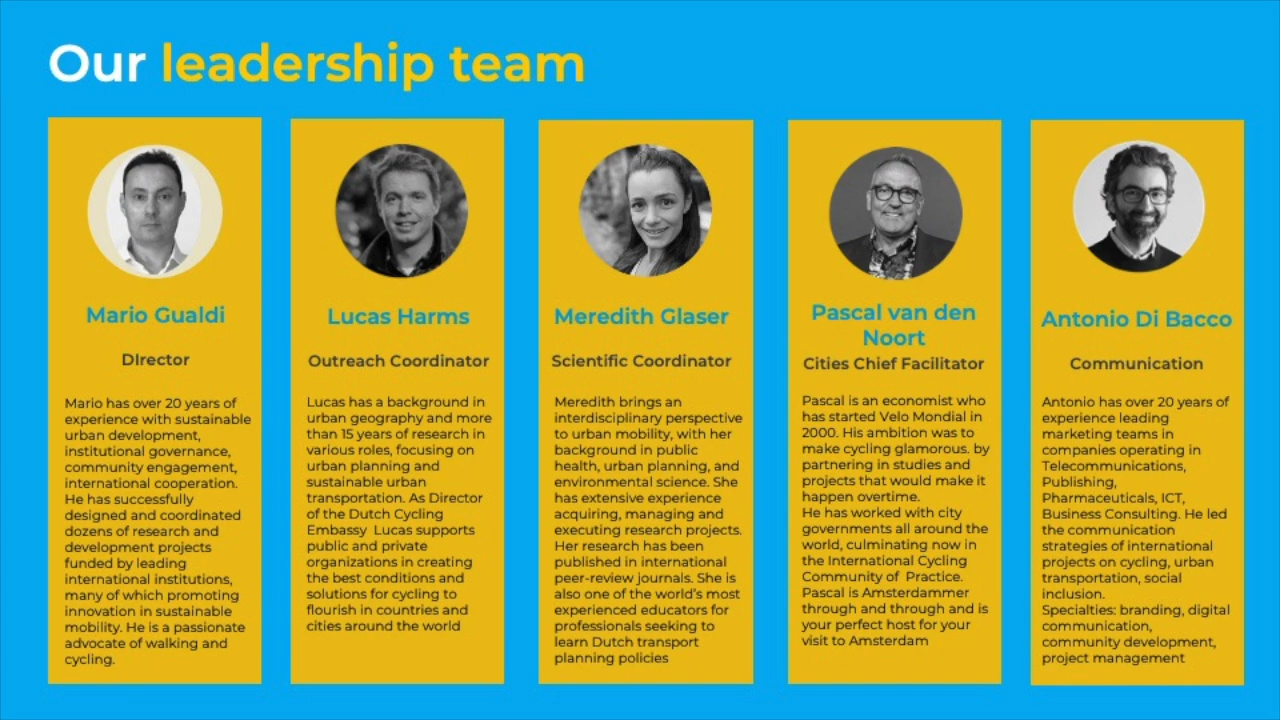 Our leadership team
Mario Gualdi
DIrector
Mario has over 20 years of
experience with sustainable
urban development,
institutional governance,
community engagement,
international cooperation.
He has successfully
designed and coordinated
dozens of research and
development projects
funded by leading
international institutions,
many of which promoting
innovation in sustainable
mobility. He is a passionate
advocate of walking and
cycling.
Lucas Harms
Outreach Coordinator
Lucas has a background in
urban geography and more
than 15 years of research in
various roles, focusing on
urban planning and
sustainable urban
transportation. As Director
of the Dutch Cycling
Embassy  Lucas supports
public and private
organizations in creating
the best conditions and
solutions for cycling to
flourish in countries and
cities around the world
Meredith Glaser
Scientific Coordinator
Meredith brings an
interdisciplinary perspective
to urban mobility, with her
background in public
health, urban planning, and
environmental science. She
has extensive experience
acquiring, managing and
executing research projects.
Her research has been
published in international
peer-review journals. She is
also one of the world's most
experienced educators for
professionals seeking to
learn Dutch transport
planning policies
Pascal van den
Noort
Cities Chief Facilitator
Pascal is an economist who
has started Velo Mondial in
2000. His ambition was to
make cycling glamorous. by
partnering in studies and
projects that would make it
happen overtime.
He has worked with city
governments all around the
world, culminating now in
the International Cycling
Community of  Practice.
Pascal is Amsterdammer
through and through and is
your perfect host for your
visit to Amsterdam
Antonio Di Bacco
Communication
Antonio has over 20 years of
experience leading
marketing teams in
companies operating in
Telecommunications,
Publishing,
Pharmaceuticals, ICT,
Business Consulting. He led
the communication
strategies of international
projects on cycling, urban
transportation, social
inclusion.
Specialties: branding, digital
communication,
community development,
project management